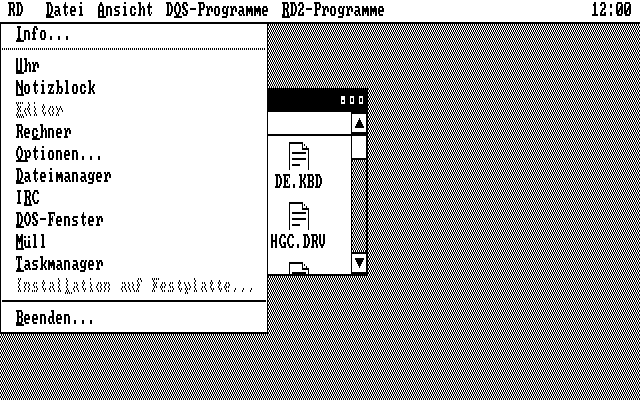 RD Datei Ansicht DOS-Programme RD2-Programme 12:00
Info...
Uhr
Notizblock
Editor
Rechner
Optionen...
Dateimanager
IRC
DOS-Fenster
Müll
Taskmanager
Installation auf Festplatte...
Beenden...
DE.KBD
HGC.DRV